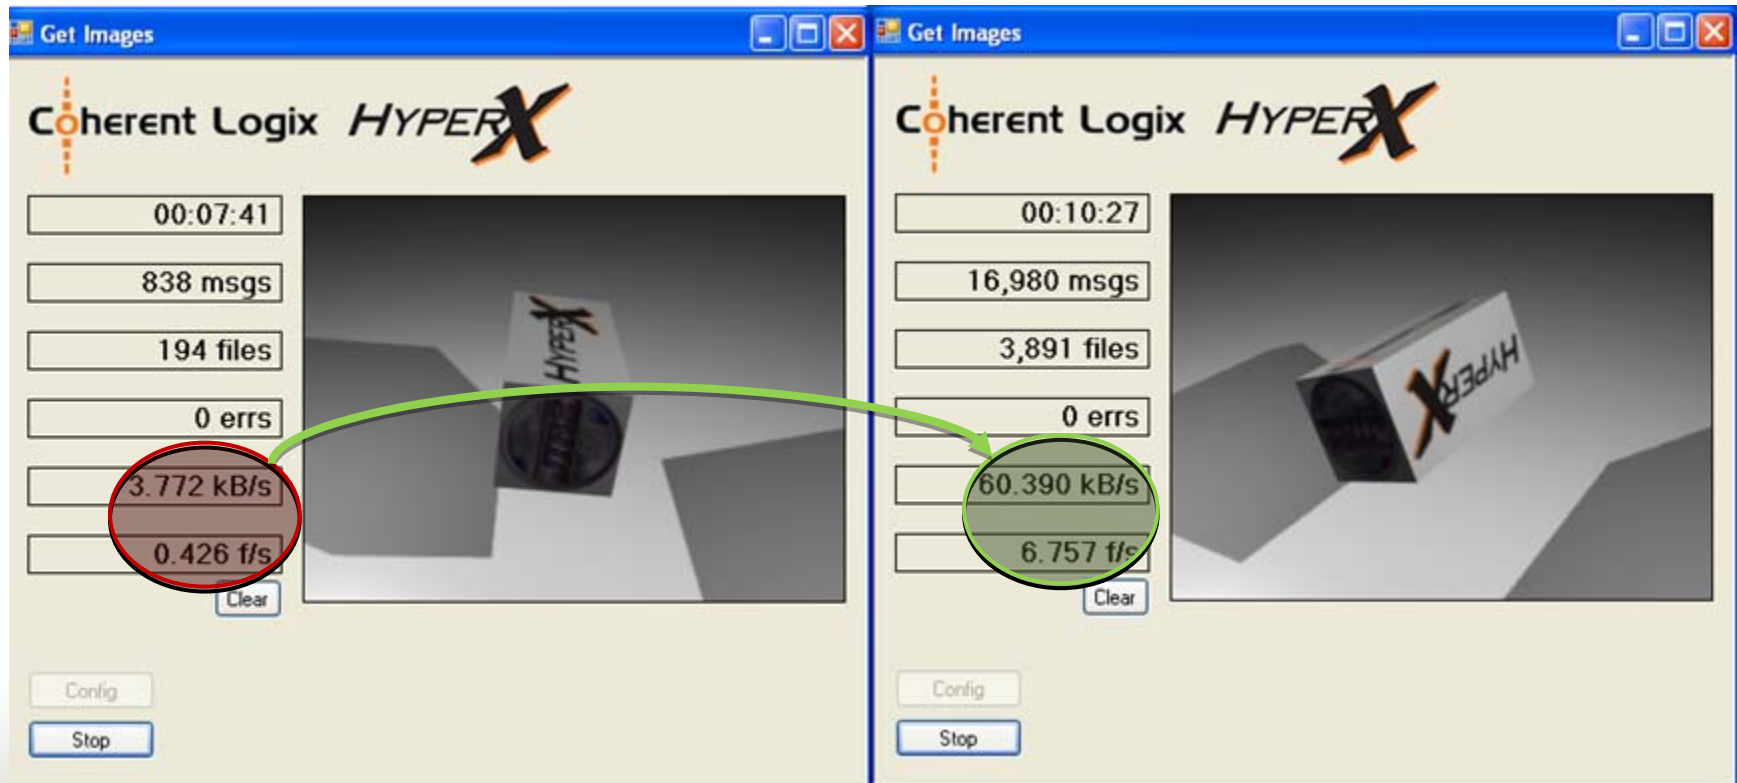 Get Images
Coherent Logix HYPERX
00:07:41
838 msgs
194 files
0 errs
3.772 kB/s
0.426 f/s
Clear
Config
Stop
HYPERX
Get Images
Coherent Logix HYPERX
00:10:27
16,980 msgs
3,891 files
0 errs
60.390 kB/s
6.757 f/s
Clear
Config
Stop
HYPERX